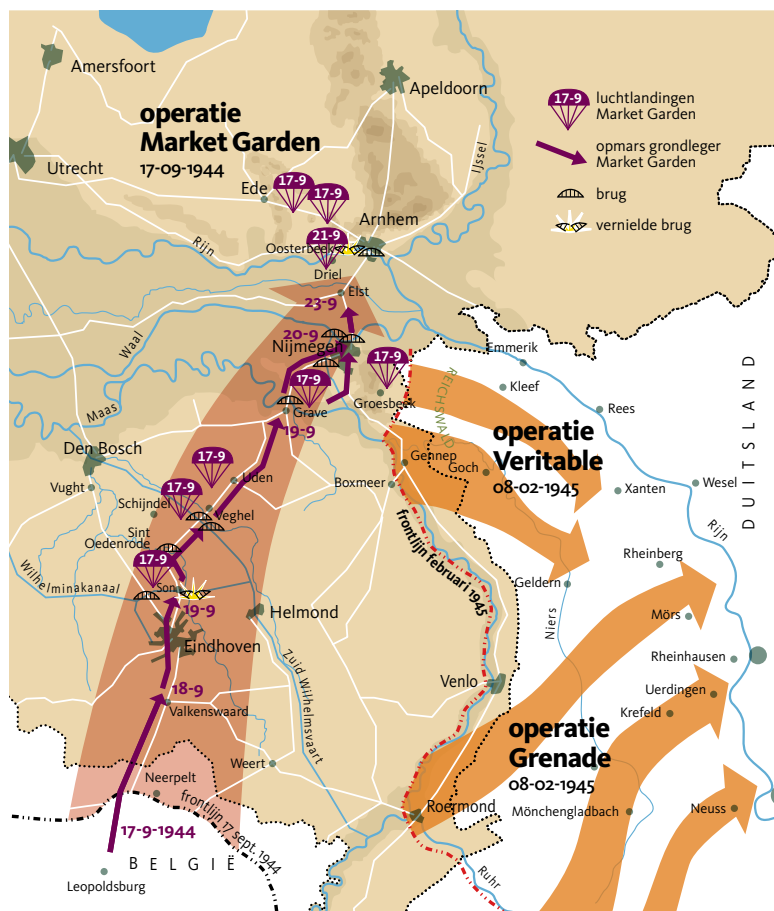 Amersfoort
Apeldoorn
17-9
luchtlandingen
Market Garden
operatie
Market Garden
17-09-1944
opmars grondleger
Market Garden
Utrecht
IJssel
brug
vernielde brug
17-9
17-9
Ede
Arnhem
21-9
Oosterbeek
Rijn
Driel
Elst
23-9
20-9
Waal
Nijmegen
Emmerik
17-9
17-9
REICHSWALD
Kleef
Rees
Groesbeek
Maas
Grave
19-9
operatie
Veritable
08-02-1945
DUITSLAND
Den Bosch
Gennep
Goch
17-9
Uden
Boxmeer
Vught
Xanten
Wesel
17-9
Schijndel
Veghel
Rijn
Sint
Oedenrode
frontlijn februari 1945
17-9
Rheinberg
Wilhelminakanaal
Son
Geldern
19-9
Helmond
Niers
Mörs
Eindhoven
Zuid Wilhelmsvaart
Rheinhausen
Venlo
18-9
Uerdingen
Valkenswaard
Krefeld
operatie
Grenade
08-02-1945
Weert
Neerpelt
frontlijn 17 sept. 1944
Roermond
Mönchengladbach
Neuss
17-9-1944
BELGIË
Ruhr
Leopoldsburg